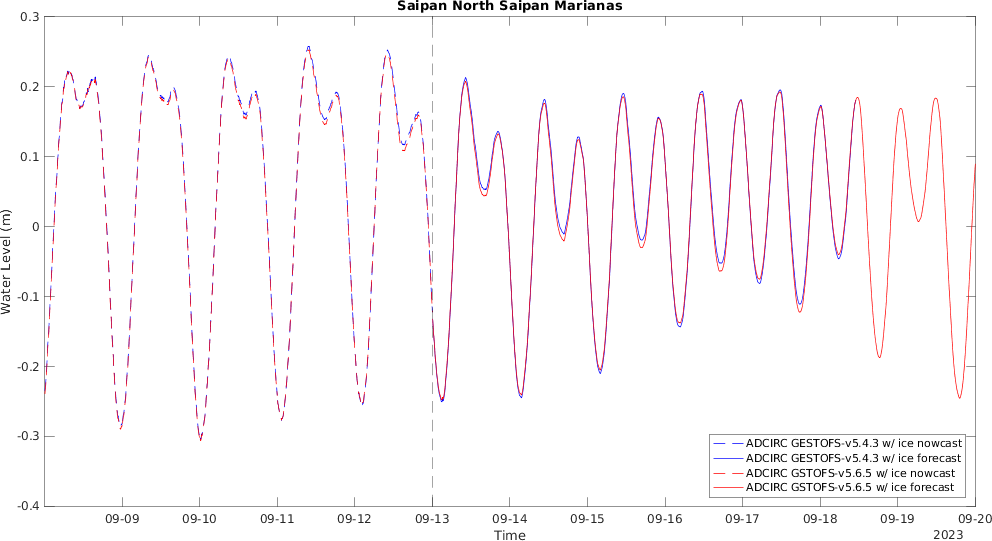 Saipan North Saipan Marianas
0.3
0.2
0.1
0
-0.1
-0.2
-0.3
-0.4
Water Level (m)
ADCIRC GESTOFS-v5.4.3 w/ ice nowcast
ADCIRC GESTOFS-v5.4.3 w/ ice forecast
ADCIRC GSTOFS-v5.6.5 w/ ice nowcast
ADCIRC GSTOFS-v5.6.5 w/ ice forecast
09-09 09-10 09-11 09-12 09-13 09-14 09-15 09-16 09-17 09-18 09-19 09-20
Time
2023